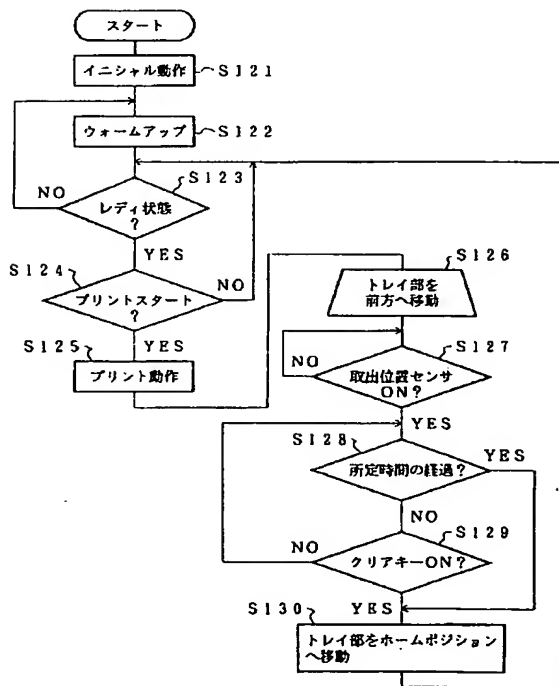 スタート
イニシャル動作
S121
ウォームアップ
S122
S123
NO
レディ状態
?
YES
S124
プリントスタート
?
NO
YES
S125
プリント動作
S126
トレイ部を
前方へ移動
S127
NO
取出位置センサ
ON?
YES
S128
所定時間の経過?
YES
NO
S129
NO
クリアキーON?
S130
YES
トレイ部をホームポジション
へ移動